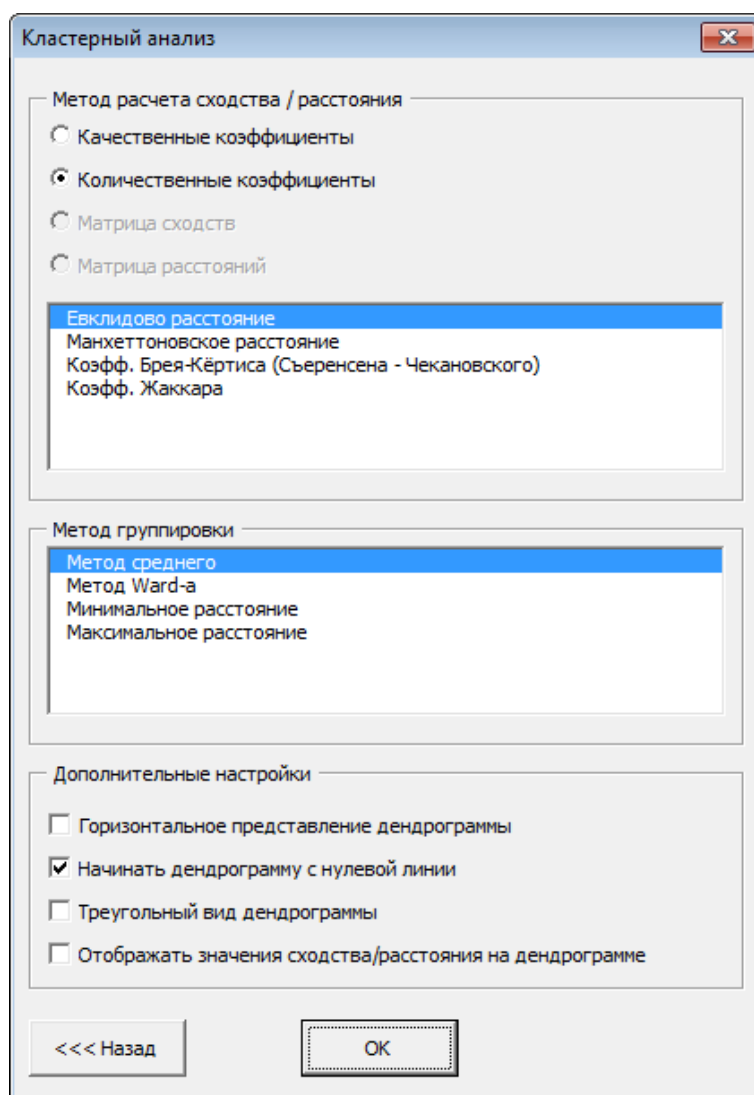 Кластерный анализ
Метод расчета сходства / расстояния
Качественные коэффициенты
Количественные коэффициенты
Матрица сходств
Матрица расстояний
Евклидово расстояние
Манхеттоновское расстояние
Коэфф. Брея-Кёртиса (Съеренсена - Чекановского)
Коэфф. Жаккара
Метод группировки
Метод среднего
Метод Ward-а
Минимальное расстояние
Максимальное расстояние
Дополнительные настройки
Горизонтальное представление дендрограммы
Начинать дендрограмму с нулевой линии
Треугольный вид дендрограммы
Отображать значения сходства/расстояния на дендрограмме
<<< Назад
OK